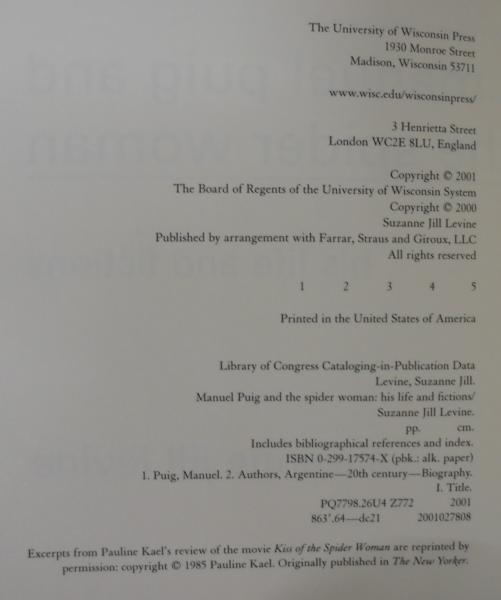 The University of Wisconsin Press
1930 Monroe Street
Madison, Wisconsin 53711
www.wisc.edu/wisconsinpress/
3 Henrietta Street
London WC2E 8LU, England
Copyright © 2001
The Board of Regents of the University of Wisconsin System
Copyright © 2000
Suzanne Jill Levine
Published by arrangement with Farrar, Straus and Giroux, LLC
All rights reserved
1 2 3 4 5
Printed in the United States of America
Library of Congress Cataloging-in-Publication Data
Levine, Suzanne Jill.
Manuel Puig and the spider woman: his life and fictions/
Suzanne Jill Levine.
pp. cm.
Includes bibliographical references and index.
ISBN 0-299-17574-X (pbk.: alk. paper)
1. Puig, Manuel. 2. Authors, Argentine—20th century—Biography.
I. Title.
PQ7798.26U4 Z772 2001
863'.64—dc21 2001027808
Excerpts from Pauline Kael's review of the movie Kiss of the Spider Woman are reprinted by
permission: copyright © 1985 Pauline Kael. Originally published in The New Yorker.